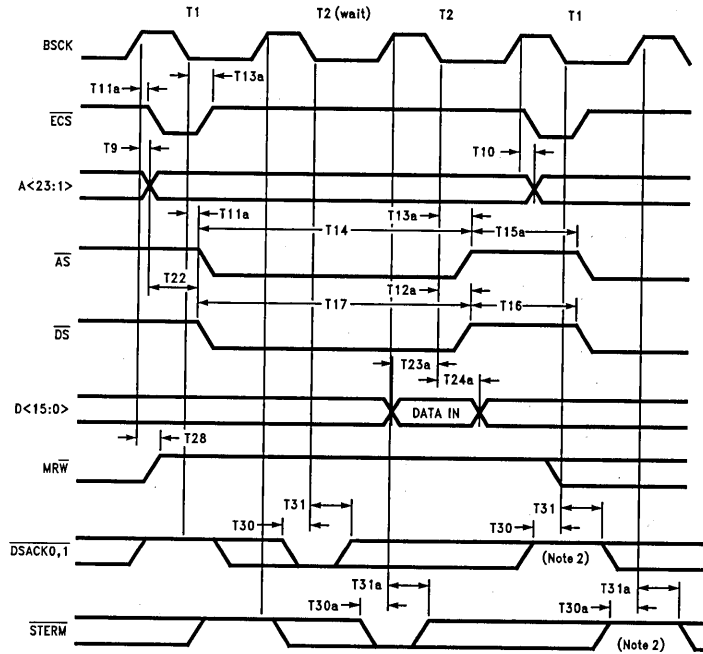 T1 T2 (wait) T2 T1
BSCK
T11a T13a
ECS
T9 T10
A<23:1>
T11a T14 T13a T15a
AS
T22 T12a
T17 T16
DS
T23a
T24a
D<15:0> DATA IN
T28
MRW
T31 T31
T30 T30
DSACK0,1 (Note 2)
T31a T31a
T30a T30a
STERM (Note 2)